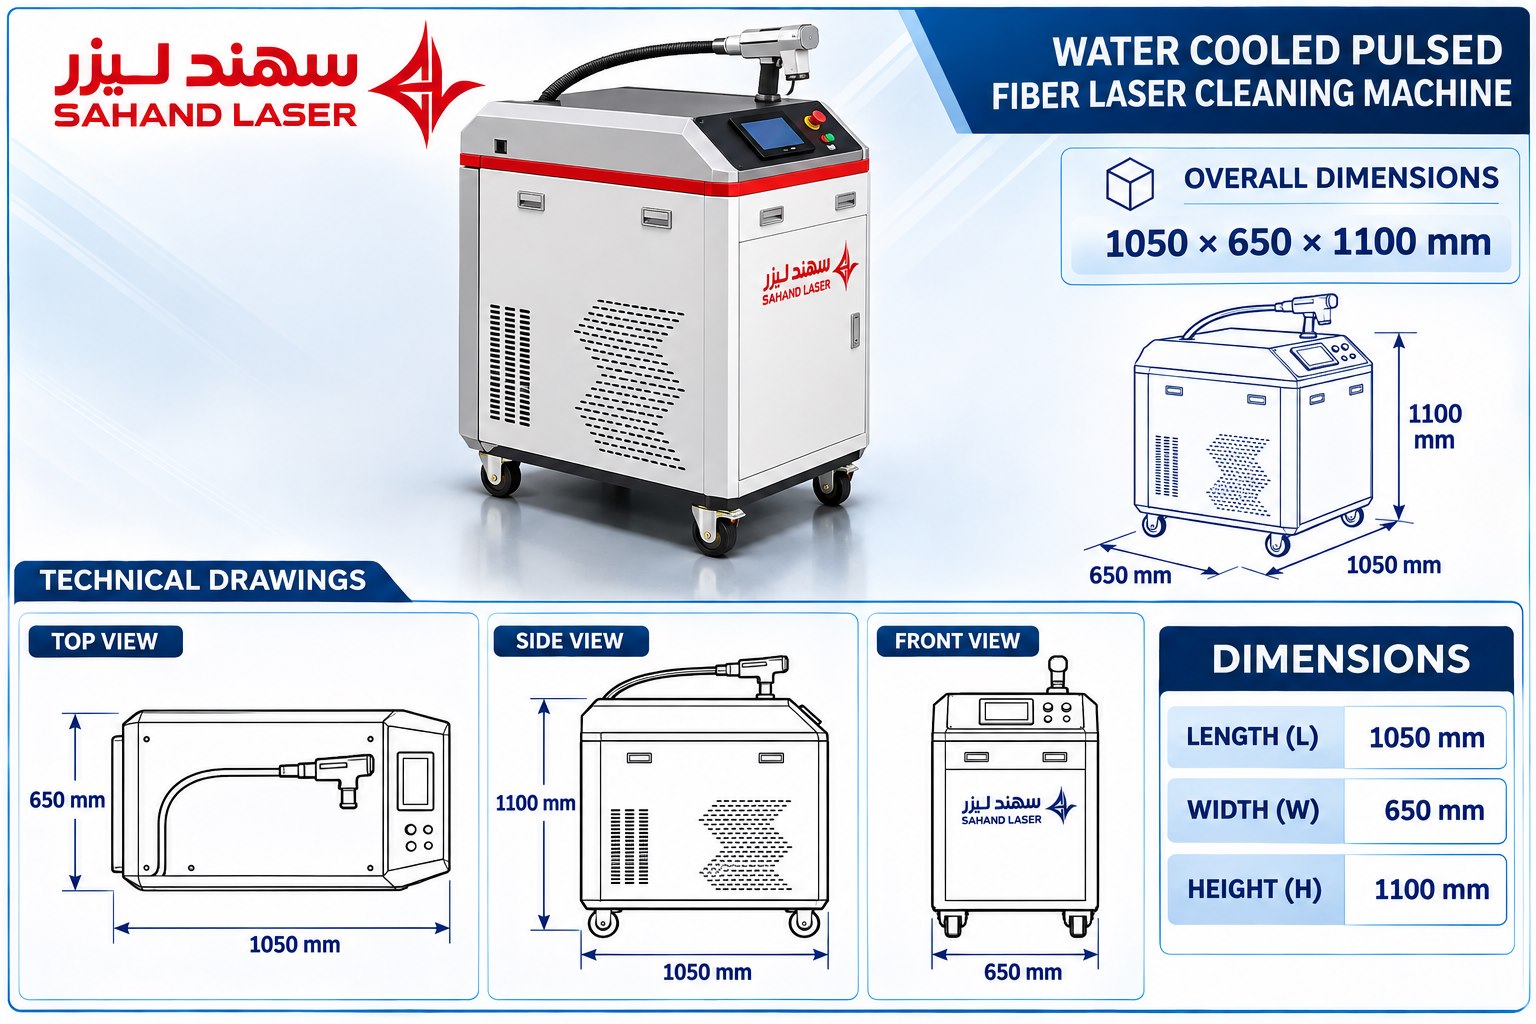 سهند لیزر
SAHAND LASER
WATER COOLED PULSED
FIBER LASER CLEANING MACHINE
OVERALL DIMENSIONS
1050 × 650 × 1100 mm
سهند لیزر
SAHAND LASER
1100
mm
650 mm
1050 mm
TECHNICAL DRAWINGS
TOP VIEW
650 mm
1050 mm
SIDE VIEW
1100 mm
1050 mm
FRONT VIEW
سهند لیزر
SAHAND LASER
650 mm
DIMENSIONS
LENGTH (L) 1050 mm
WIDTH (W) 650 mm
HEIGHT (H) 1100 mm